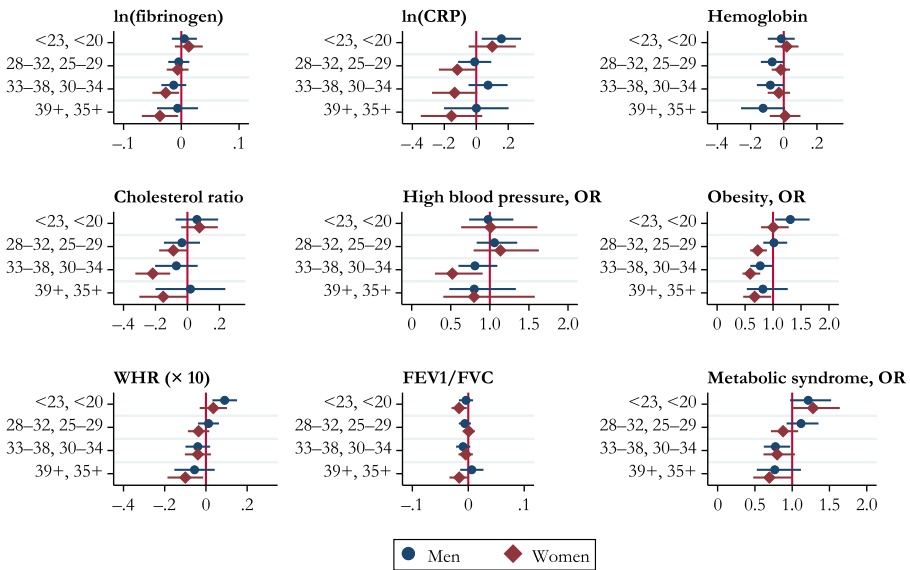 ln(fibrinogen)
<23, <20
28–32, 25–29
33–38, 30–34
39+, 35+
–.1 0 .1
ln(CRP)
<23, <20
28–32, 25–29
33–38, 30–34
39+, 35+
–.4 –.2 0 .2
Hemoglobin
<23, <20
28–32, 25–29
33–38, 30–34
39+, 35+
–.4 –.2 0 .2
Cholesterol ratio
<23, <20
28–32, 25–29
33–38, 30–34
39+, 35+
–.4 –.2 0 .2
High blood pressure, OR
<23, <20
28–32, 25–29
33–38, 30–34
39+, 35+
0 0.5 1.0 1.5 2.0
Obesity, OR
<23, <20
28–32, 25–29
33–38, 30–34
39+, 35+
0 0.5 1.0 1.5 2.0
WHR (× 10)
<23, <20
28–32, 25–29
33–38, 30–34
39+, 35+
–.4 –.2 0 .2
FEV1/FVC
<23, <20
28–32, 25–29
33–38, 30–34
39+, 35+
–0.1 0 0.1
Metabolic syndrome, OR
<23, <20
28–32, 25–29
33–38, 30–34
39+, 35+
0 0.5 1.0 1.5 2.0
Men Women